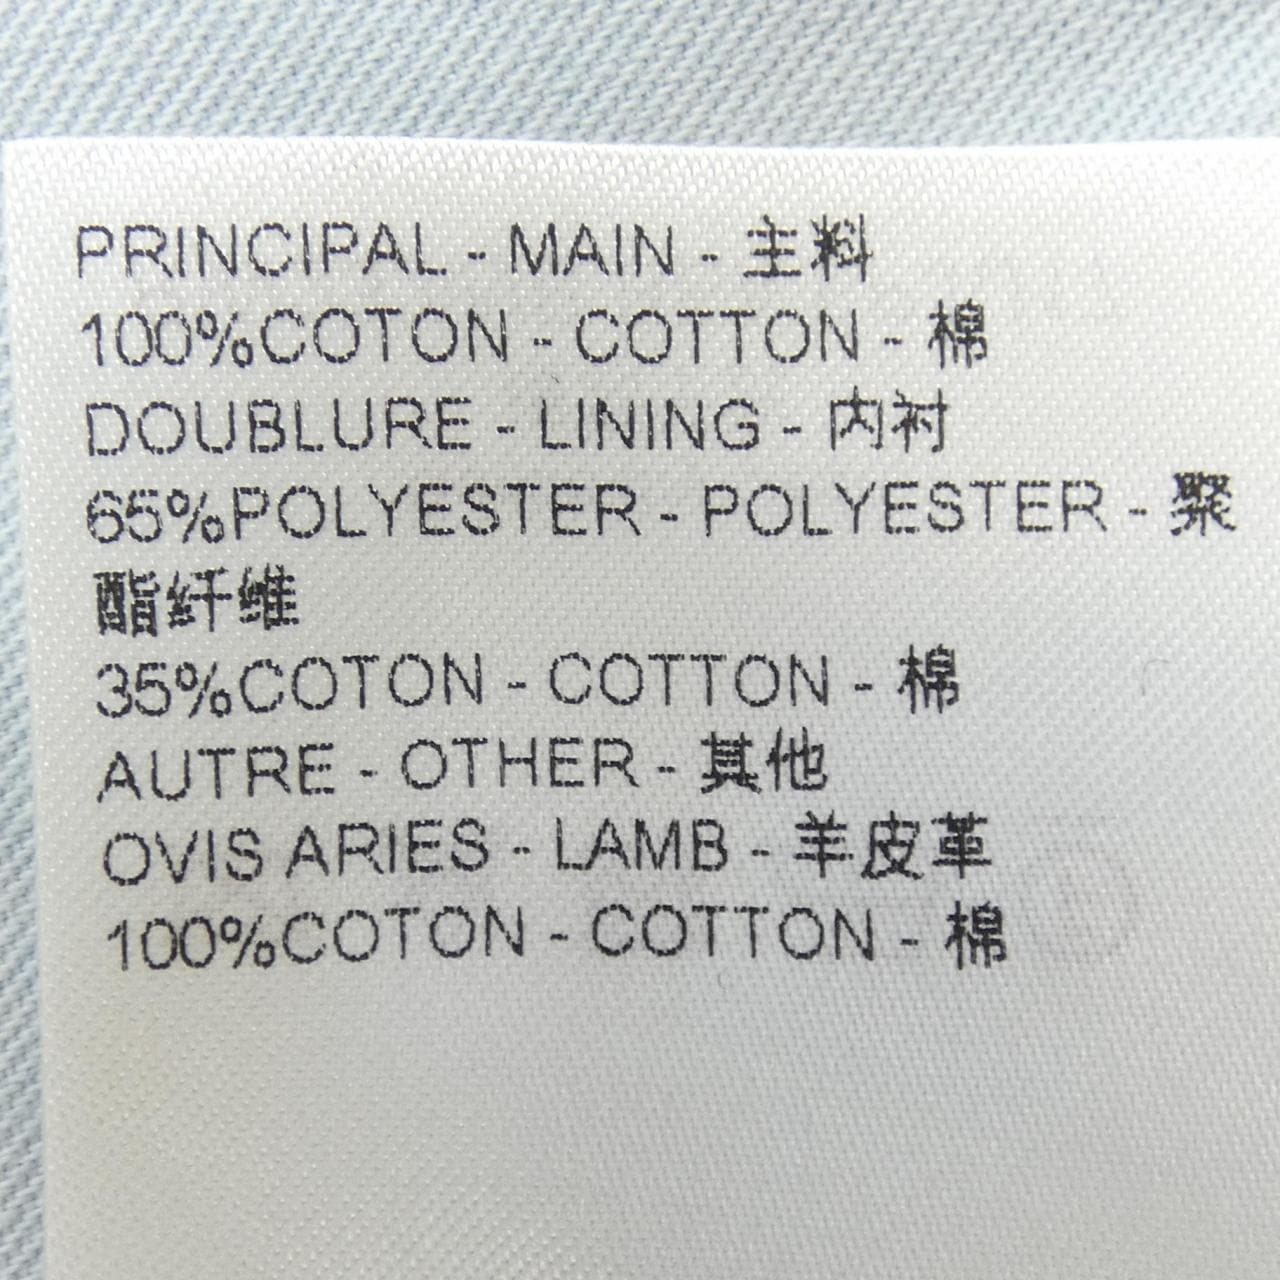 PRINCIPAL - MAIN - 主料
100%COTON - COTTON - 棉
DOUBLURE - LINING - 内衬
65%POLYESTER - POLYESTER - 聚
酯纤维
35%COTON - COTTON - 棉
AUTRE - OTHER - 其他
OVIS ARIES - LAMB - 羊皮革
100%COTON - COTTON - 棉